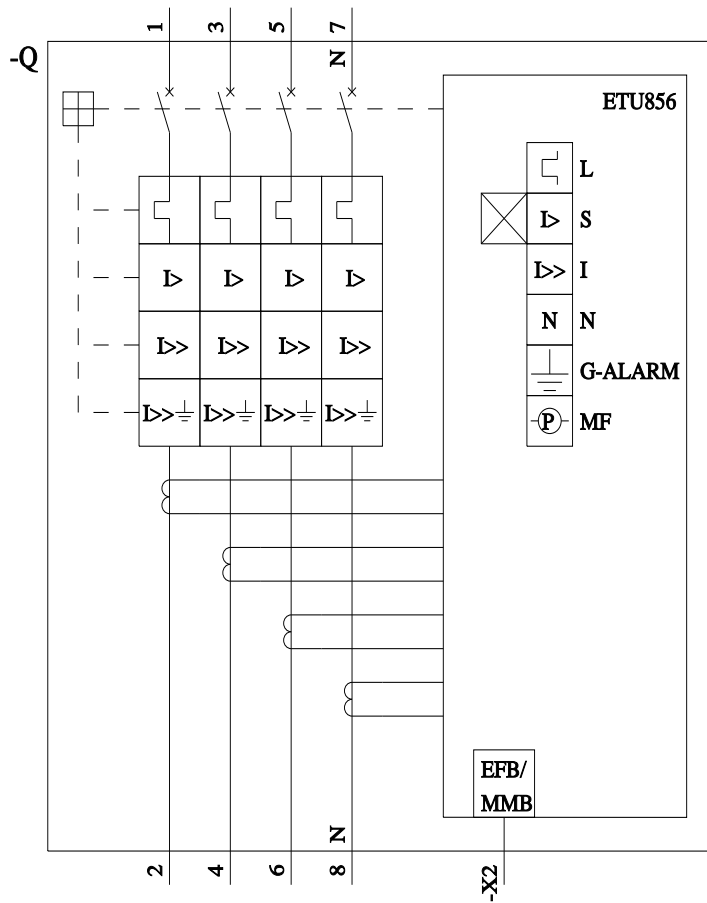 1 3 5 7
N
-Q
ETU856
L
I> S
I>> I
N N
G-ALARM
P MF
I> I> I> I>
I>> I>> I>> I>>
I>> I>> I>> I>>
EFB/
MMB
N
2 4 6 8
-X2